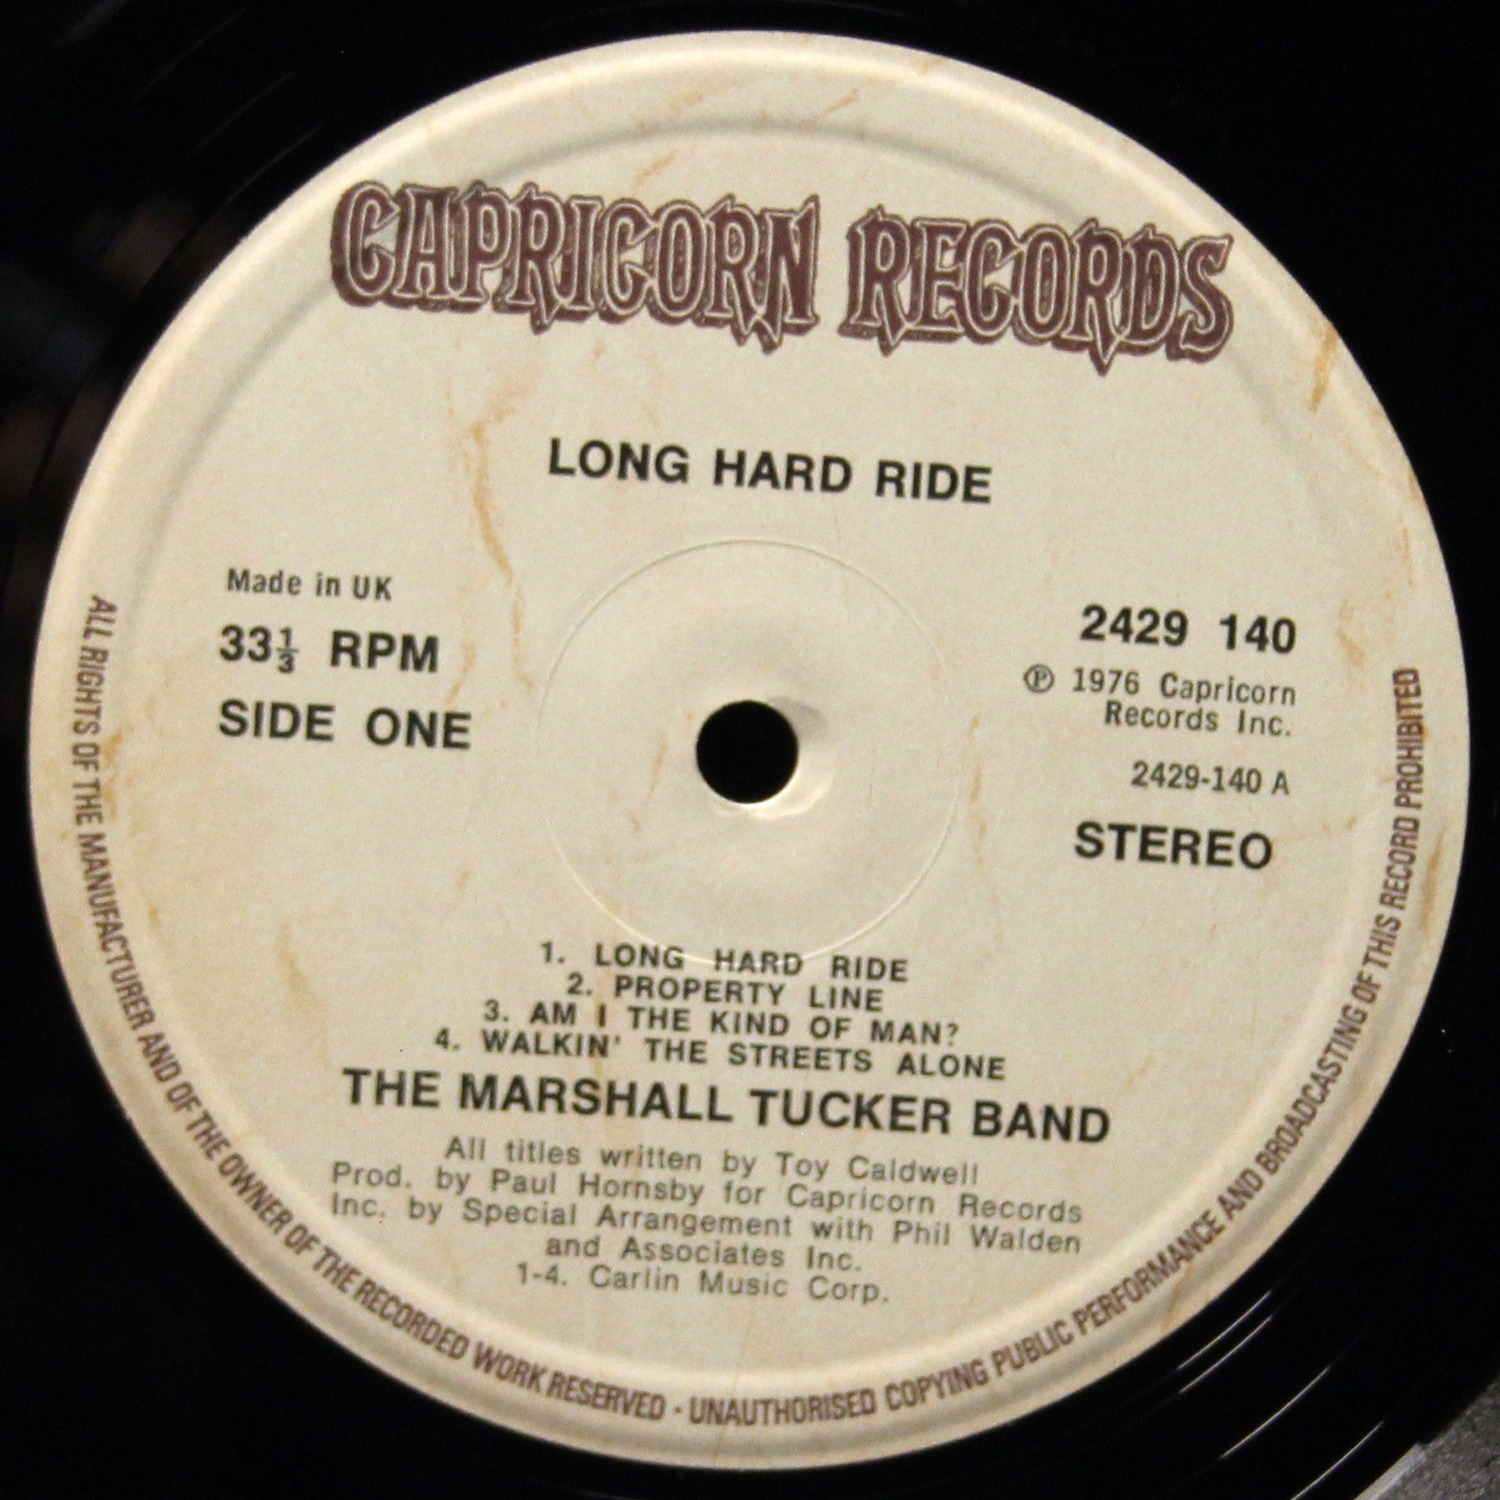 CAPRICORN RECORDS
LONG HARD RIDE
Made in UK
33⅓ RPM
SIDE ONE
2429 140
℗ 1976 Capricorn
Records Inc.
2429-140 A
STEREO
1. LONG HARD RIDE
2. PROPERTY LINE
3. AM I THE KIND OF MAN?
4. WALKIN' THE STREETS ALONE
THE MARSHALL TUCKER BAND
All titles written by Toy Caldwell
Prod. by Paul Hornsby for Capricorn Records
Inc. by Special Arrangement with Phil Walden
and Associates Inc.
1-4. Carlin Music Corp.
ALL RIGHTS OF THE MANUFACTURER AND OF THE OWNER OF THE RECORDED WORK RESERVED · UNAUTHORISED COPYING PUBLIC PERFORMANCE AND BROADCASTING OF THIS RECORD PROHIBITED